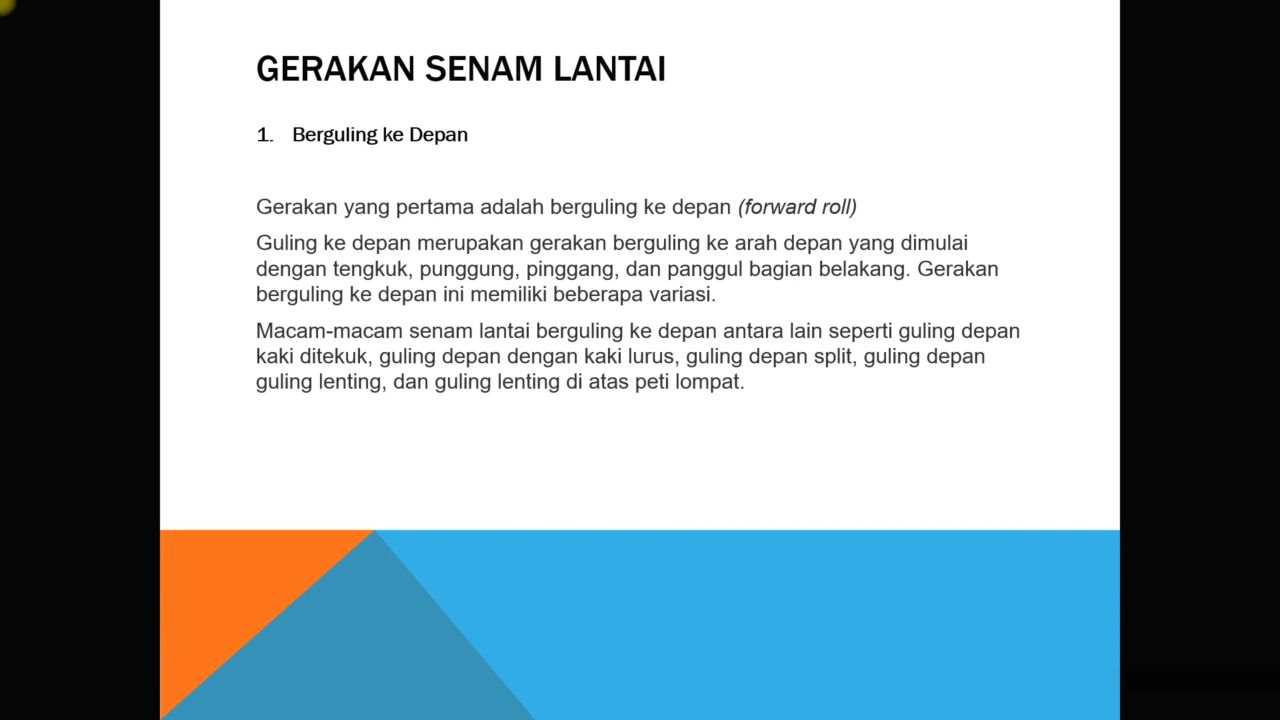 GERAKAN SENAM LANTAI
1. Berguling ke Depan
Gerakan yang pertama adalah berguling ke depan (forward roll)
Guling ke depan merupakan gerakan berguling ke arah depan yang dimulai
dengan tengkuk, punggung, pinggang, dan panggul bagian belakang. Gerakan
berguling ke depan ini memiliki beberapa variasi.
Macam-macam senam lantai berguling ke depan antara lain seperti guling depan
kaki ditekuk, guling depan dengan kaki lurus, guling depan split, guling depan
guling lenting, dan guling lenting di atas peti lompat.